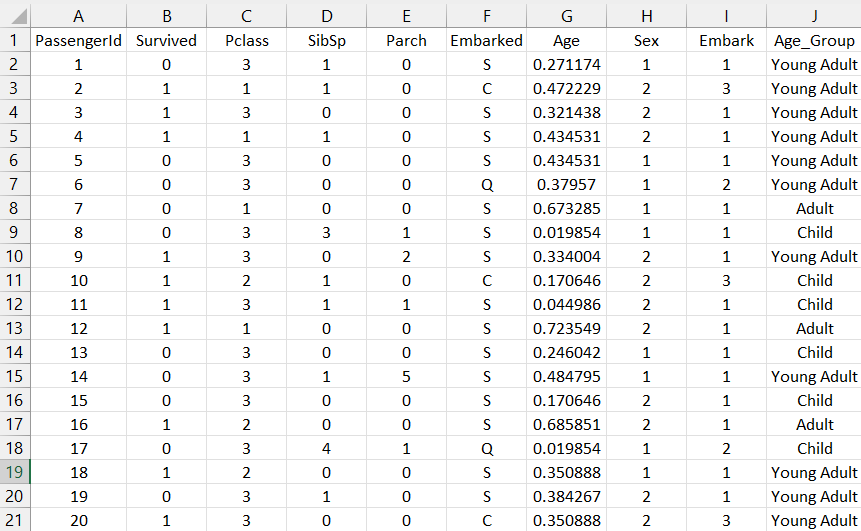 A B C D E F G H I J
1 PassengerId Survived Pclass SibSp Parch Embarked Age Sex Embark Age_Group
2 1 0 3 1 0 S 0.271174 1 1 Young Adult
3 2 1 1 1 0 C 0.472229 2 3 Young Adult
4 3 1 3 0 0 S 0.321438 2 1 Young Adult
5 4 1 1 1 0 S 0.434531 2 1 Young Adult
6 5 0 3 0 0 S 0.434531 1 1 Young Adult
7 6 0 3 0 0 Q 0.37957 1 2 Young Adult
8 7 0 1 0 0 S 0.673285 1 1 Adult
9 8 0 3 3 1 S 0.019854 1 1 Child
10 9 1 3 0 2 S 0.334004 2 1 Young Adult
11 10 1 2 1 0 C 0.170646 2 3 Child
12 11 1 3 1 1 S 0.044986 2 1 Child
13 12 1 1 0 0 S 0.723549 2 1 Adult
14 13 0 3 0 0 S 0.246042 1 1 Child
15 14 0 3 1 5 S 0.484795 1 1 Young Adult
16 15 0 3 0 0 S 0.170646 2 1 Child
17 16 1 2 0 0 S 0.685851 2 1 Adult
18 17 0 3 4 1 Q 0.019854 1 2 Child
19 18 1 2 0 0 S 0.350888 1 1 Young Adult
20 19 0 3 1 0 S 0.384267 2 1 Young Adult
21 20 1 3 0 0 C 0.350888 2 3 Young Adult